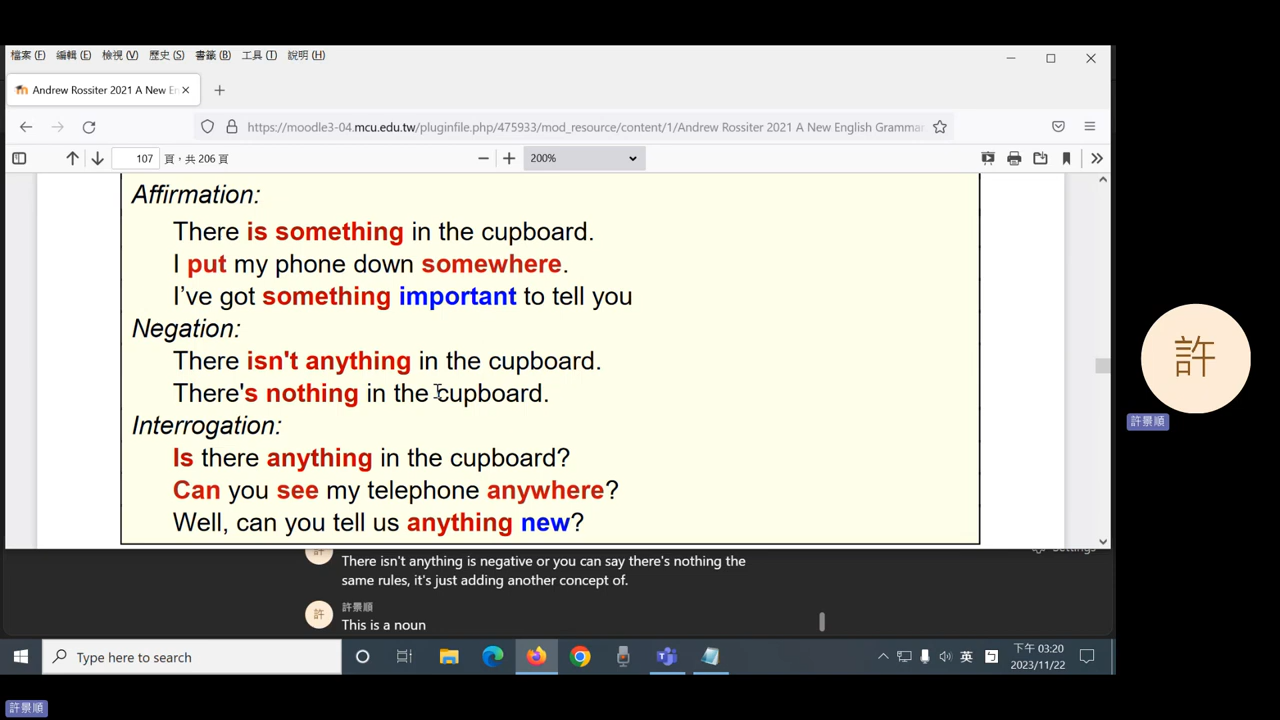 檔案 (F) 編輯 (E) 檢視 (V) 歷史 (S) 書籤 (B) 工具 (T) 說明 (H)
Andrew Rossiter 2021 A New En
https://moodle3-04.mcu.edu.tw/pluginfile.php/475933/mod_resource/content/1/Andrew Rossiter 2021 A New English Grammar
107 頁，共 206 頁 200%
Affirmation:
There is something in the cupboard.
I put my phone down somewhere.
I’ve got something important to tell you
Negation:
There isn't anything in the cupboard.
There's nothing in the cupboard.
Interrogation:
Is there anything in the cupboard?
Can you see my telephone anywhere?
Well, can you tell us anything new?
許
許景順
許 There isn't anything is negative or you can say there's nothing the
same rules, it's just adding another concept of.
Settings
許 許景順
This is a noun
Type here to search
英
下午 03:20
2023/11/22
許景順